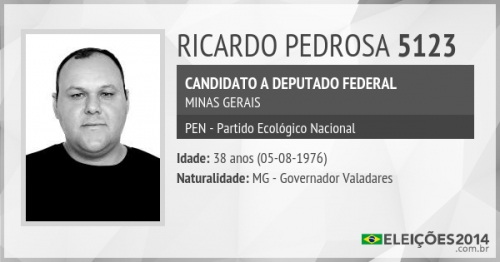 RICARDO PEDROSA 5123
CANDIDATO A DEPUTADO FEDERAL
MINAS GERAIS
PEN - Partido Ecológico Nacional
Idade: 38 anos (05-08-1976)
Naturalidade: MG - Governador Valadares
ELEIÇÕES2014
.com.br